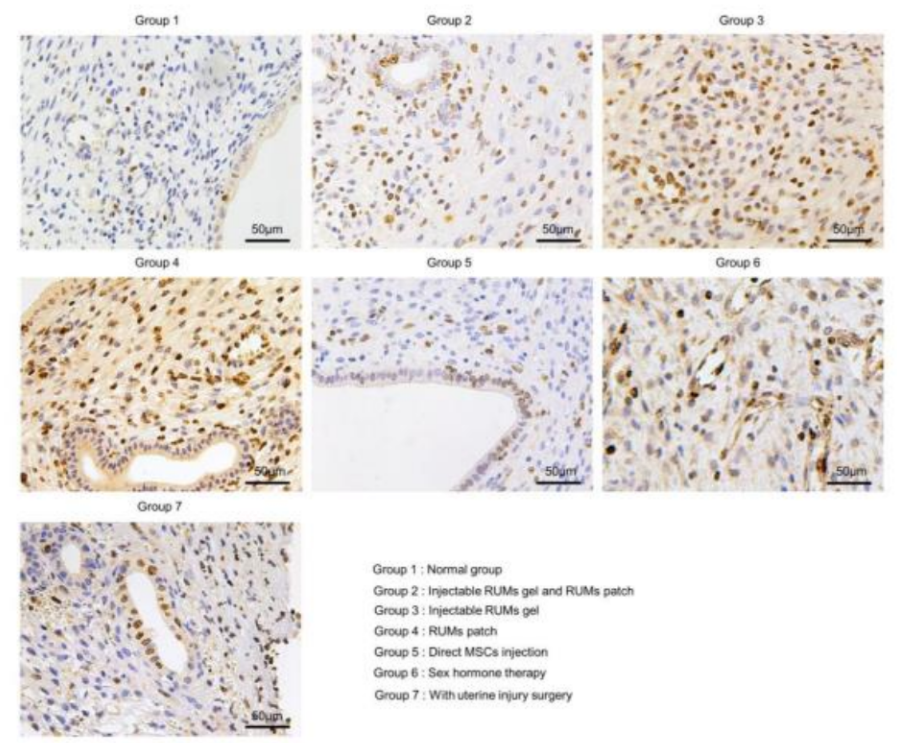 Group 1
Group 2
Group 3
50μm
50μm
50μm
Group 4
Group 5
Group 6
50μm
50μm
50μm
Group 7
50μm
Group 1 : Normal group
Group 2 : Injectable RUMs gel and RUMs patch
Group 3 : Injectable RUMs gel
Group 4 : RUMs patch
Group 5 : Direct MSCs injection
Group 6 : Sex hormone therapy
Group 7 : With uterine injury surgery